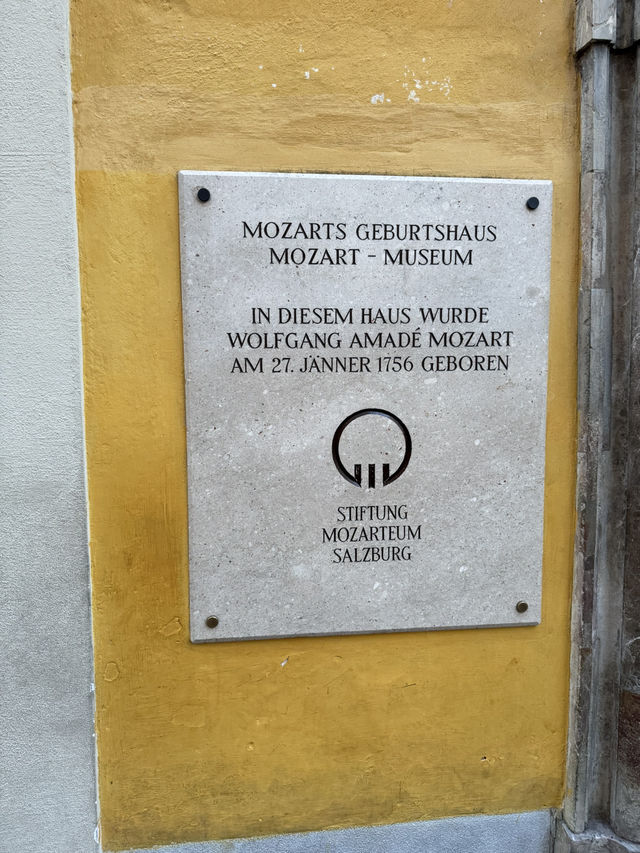 MOZARTS GEBURTSHAUS
MOZART - MUSEUM
IN DIESEM HAUS WURDE
WOLFGANG AMADÉ MOZART
AM 27. JÄNNER 1756 GEBOREN
STIFTUNG
MOZARTEUM
SALZBURG